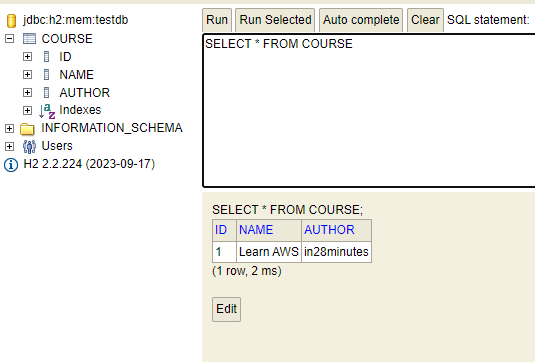 jdbc:h2:mem:testdb
COURSE
ID
NAME
AUTHOR
Indexes
INFORMATION_SCHEMA
Users
H2 2.2.224 (2023-09-17)
Run Run Selected Auto complete Clear SQL statement:
SELECT * FROM COURSE
SELECT * FROM COURSE;
ID NAME AUTHOR
1 Learn AWS in28minutes
(1 row, 2 ms)
Edit